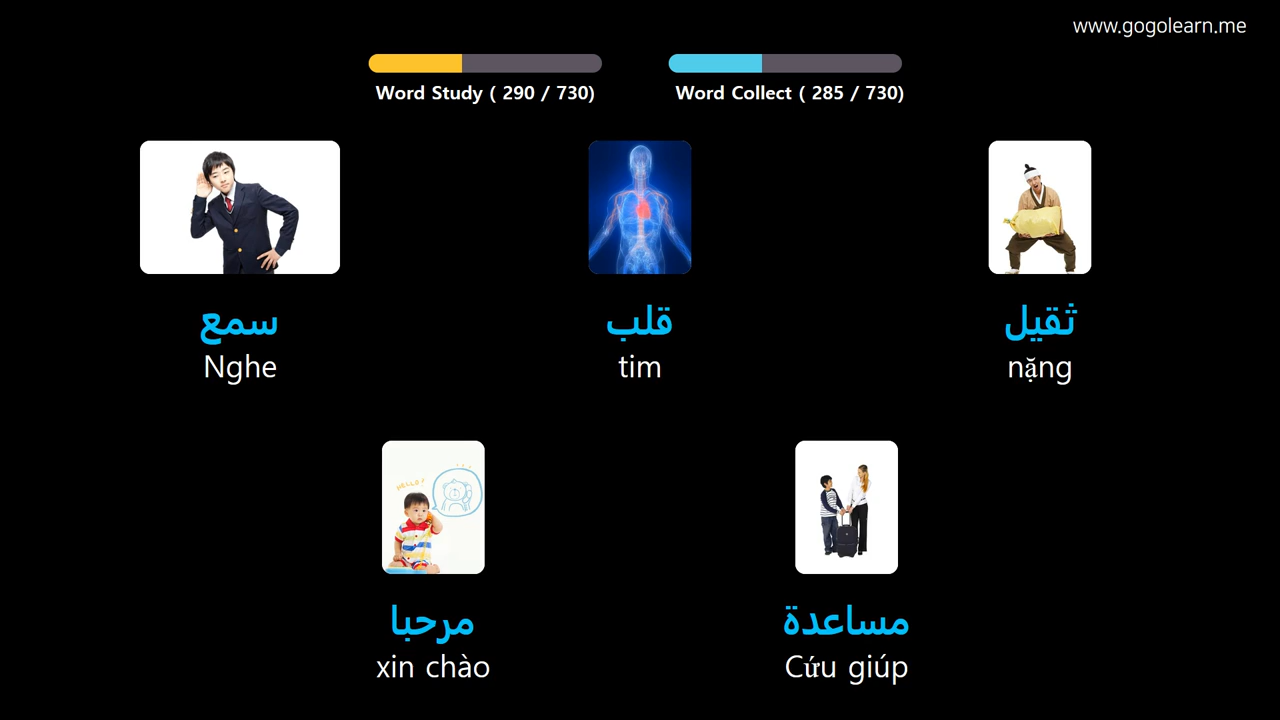 www.gogolearn.me
Word Study ( 290 / 730)
Word Collect ( 285 / 730)
سمع
Nghe
قلب
tim
ثقيل
nặng
HELLO!
مرحبا
xin chào
مساعدة
Cứu giúp